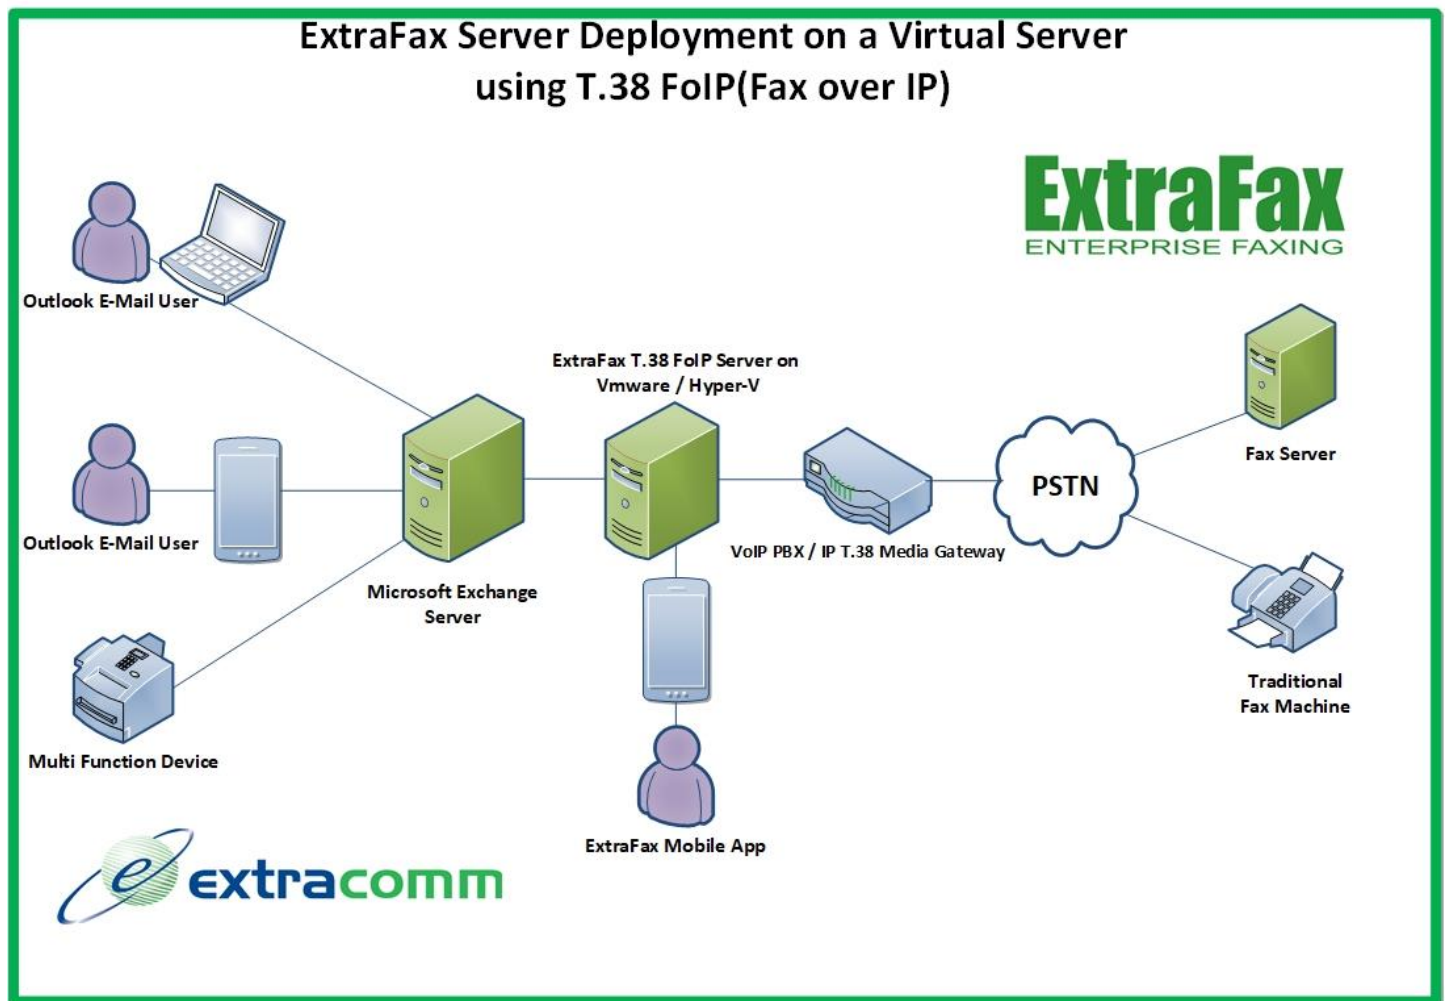 ExtraFax Server Deployment on a Virtual Server
using T.38 FoIP(Fax over IP)
ExtraFax
ENTERPRISE FAXING
Outlook E-Mail User
ExtraFax T.38 FoIP Server on
Vmware / Hyper-V
Fax Server
PSTN
Outlook E-Mail User
VoIP PBX / IP T.38 Media Gateway
Microsoft Exchange
Server
Traditional
Fax Machine
Multi Function Device
ExtraFax Mobile App
e
extracomm